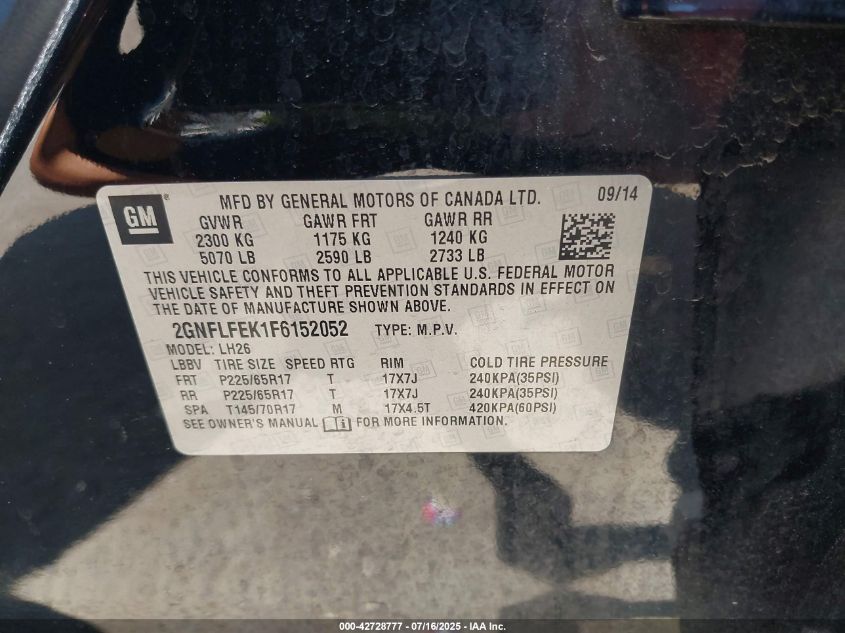 GM ®
MFD BY GENERAL MOTORS OF CANADA LTD. 09/14
GVWR GAWR FRT GAWR RR
2300 KG 1175 KG 1240 KG
5070 LB 2590 LB 2733 LB
THIS VEHICLE CONFORMS TO ALL APPLICABLE U.S. FEDERAL MOTOR
VEHICLE SAFETY AND THEFT PREVENTION STANDARDS IN EFFECT ON
THE DATE OF MANUFACTURE SHOWN ABOVE.
2GNFLFEK1F6152052 TYPE: M.P.V.
MODEL: LH26
LBBV TIRE SIZE SPEED RTG RIM COLD TIRE PRESSURE
FRT P225/65R17 T 17X7J 240KPA(35PSI)
RR P225/65R17 T 17X7J 240KPA(35PSI)
SPA T145/70R17 M 17X4.5T 420KPA(60PSI)
SEE OWNER'S MANUAL i FOR MORE INFORMATION.
000-42728777 - 07/16/2025 - IAA Inc.